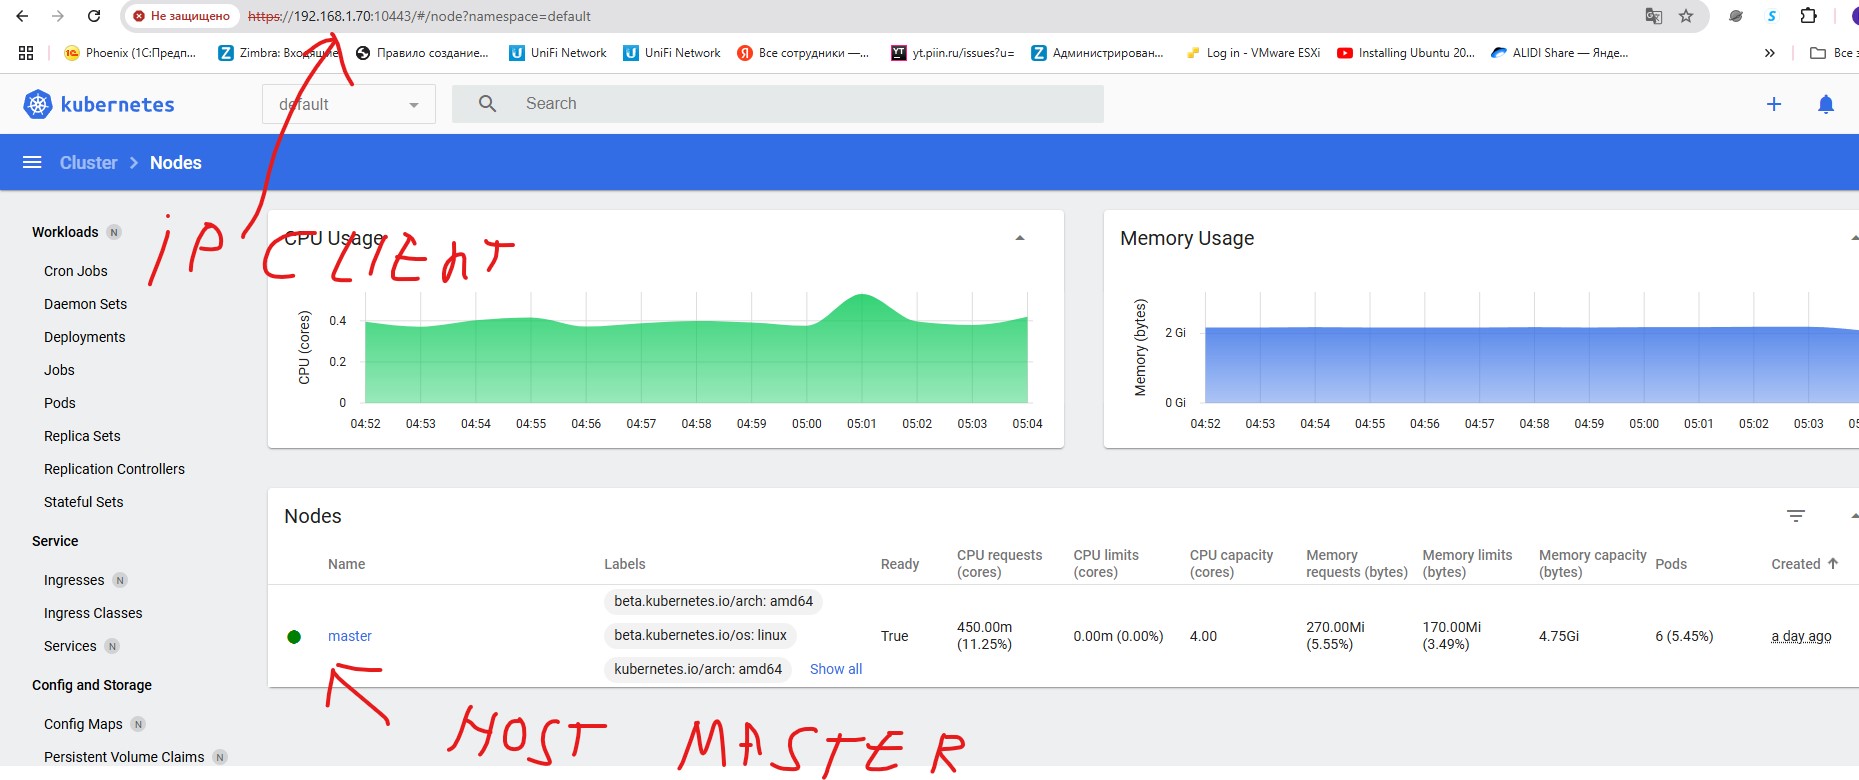 Не защищено https://192.168.1.70:10443/#/node?namespace=default
Phoenix (1С:Предп... Zimbra: Входящие Правило создание... UniFi Network UniFi Network Все сотрудники —... yt.piin.ru/issues?u= Администрирован... Log in - VMware ESXi Installing Ubuntu 20... ALIDI Share — Янде... » Все з
kubernetes default Search
Cluster > Nodes
Workloads N
Cron Jobs
Daemon Sets
Deployments
Jobs
Pods
Replica Sets
Replication Controllers
Stateful Sets
Service
Ingresses N
Ingress Classes
Services N
Config and Storage
Config Maps N
Persistent Volume Claims N
IP CLIEnT
CPU Usage
CPU (cores)
0.4
0.2
0
04:52 04:53 04:54 04:55 04:56 04:57 04:58 04:59 05:00 05:01 05:02 05:03 05:04
Memory Usage
Memory (bytes)
2 Gi
0 Gi
04:52 04:53 04:54 04:55 04:56 04:57 04:58 04:59 05:00 05:01 05:02 05:03
Nodes
Name Labels Ready CPU requests (cores) CPU limits (cores) CPU capacity (cores) Memory requests (bytes) Memory limits (bytes) Memory capacity (bytes) Pods Created
beta.kubernetes.io/arch: amd64
master beta.kubernetes.io/os: linux True 450.00m (11.25%) 0.00m (0.00%) 4.00 270.00Mi (5.55%) 170.00Mi (3.49%) 4.75Gi 6 (5.45%) a day ago
kubernetes.io/arch: amd64 Show all
HOST MASTER